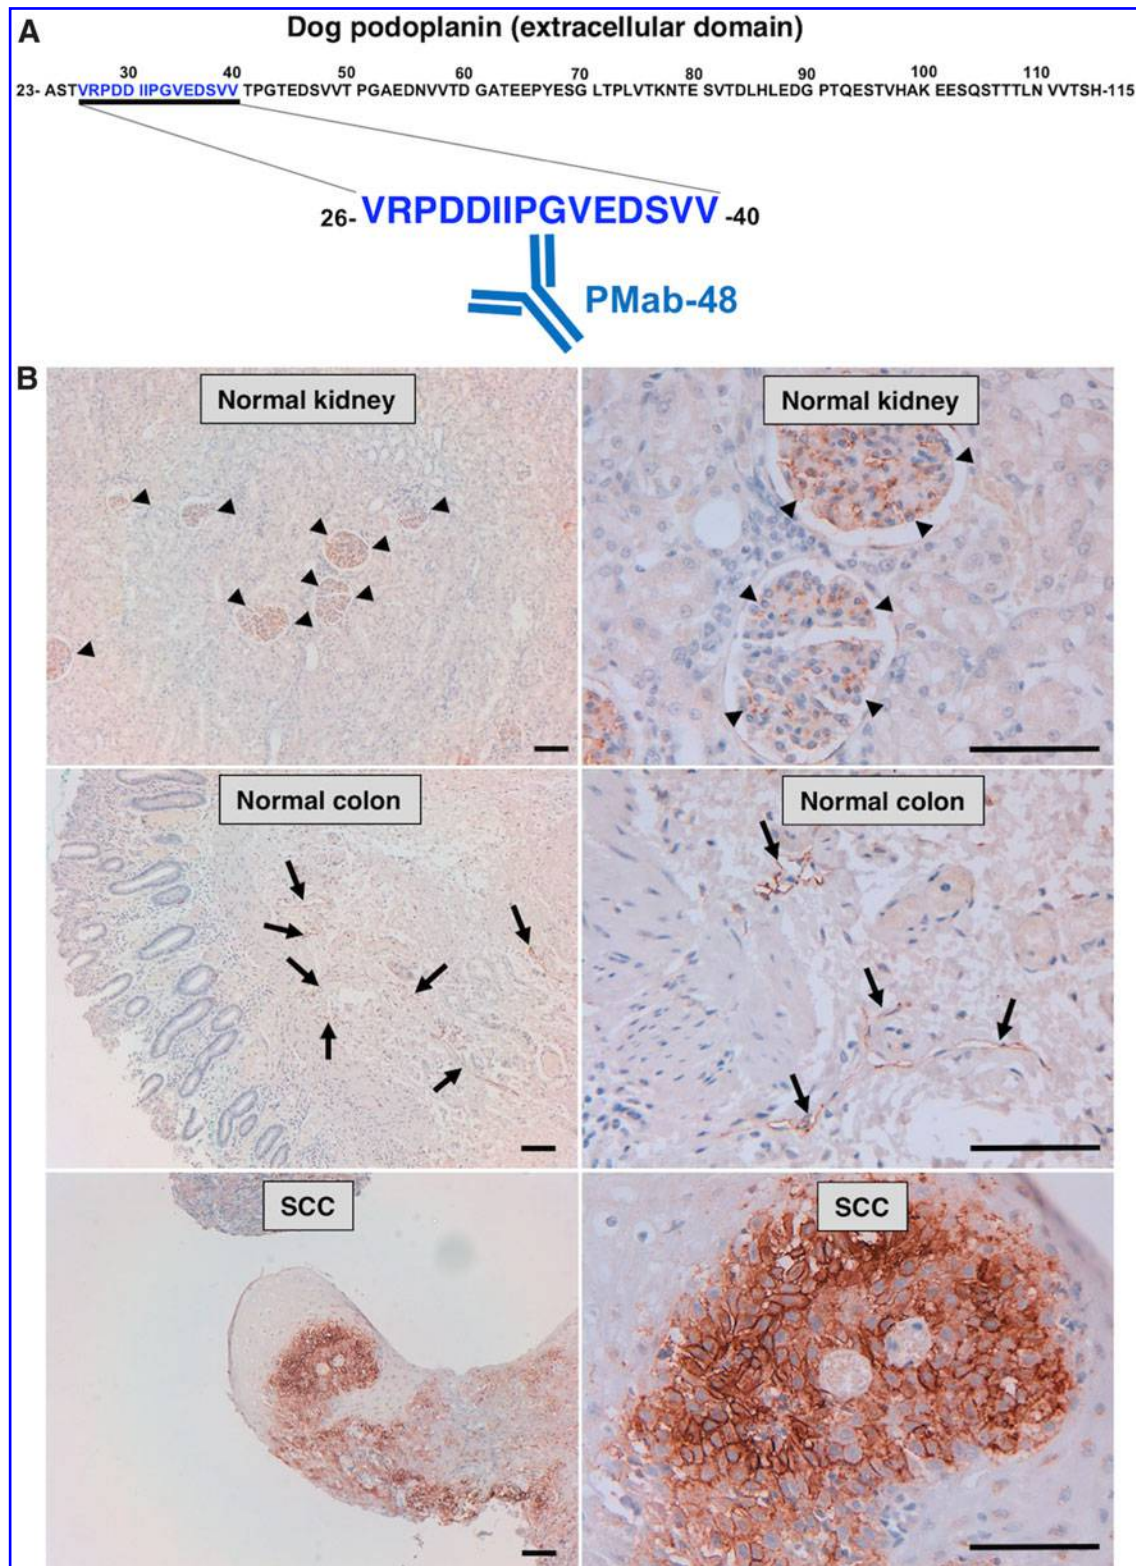 A
Dog podoplanin (extracellular domain)
30 40 50 60 70 80 90 100 110
23- ASTVRPDD IIPGVEDSVV TPGTEDSVVT PGAEDNVVTD GATEEPYESG LTPLVTKNTE SVTDLHLEDG PTQESTVHAK EESQSTTTLN VVTSH-115
26- VRPDDIIPGVEDSVV -40
PMab-48
B
Normal kidney
Normal kidney
Normal colon
Normal colon
SCC
SCC